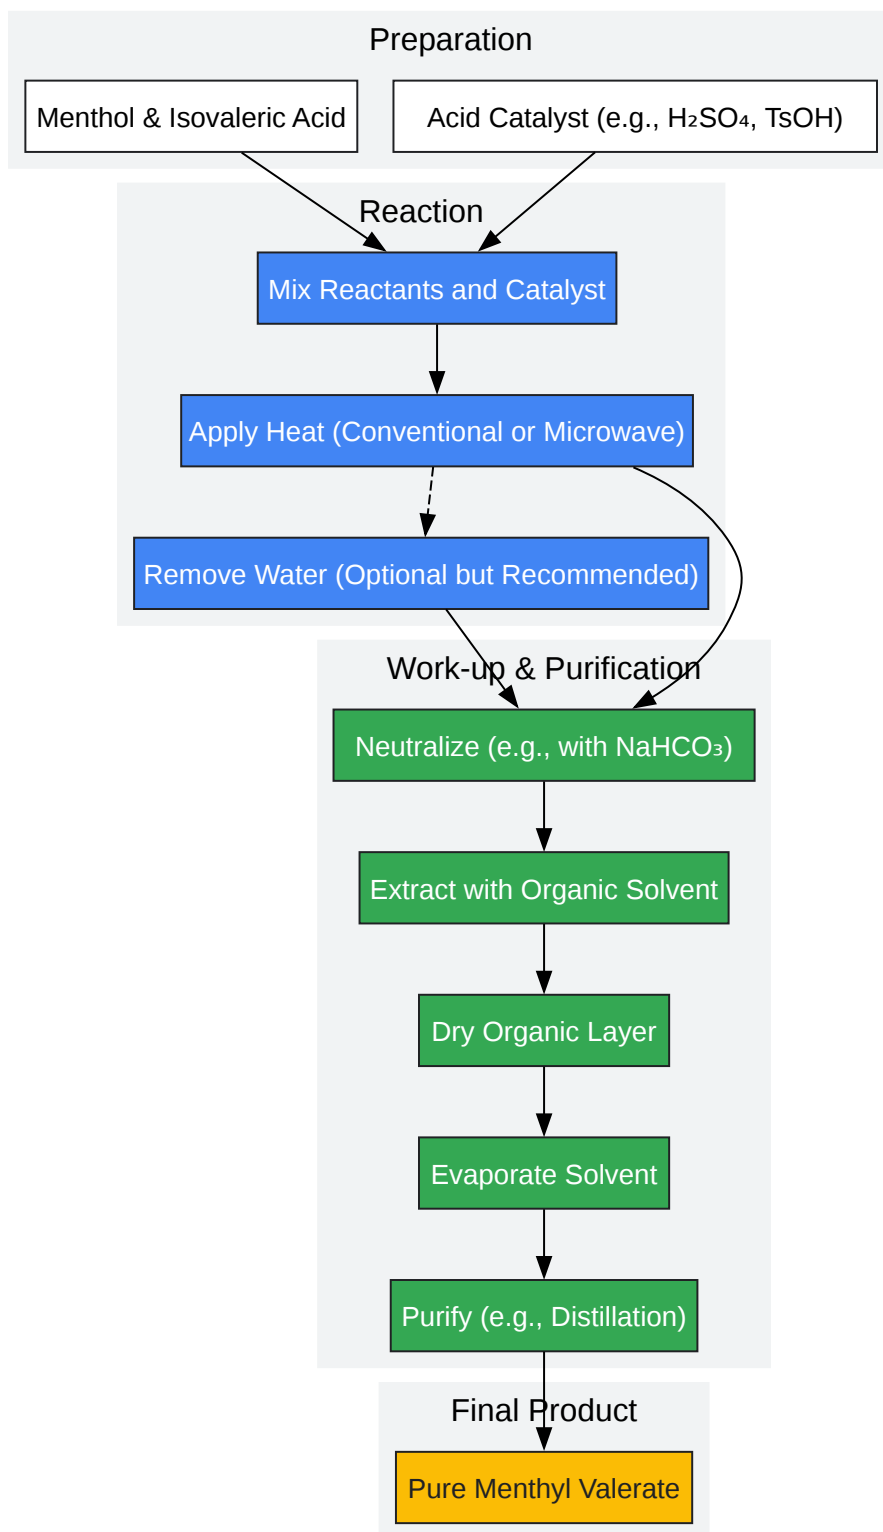 Preparation
Menthol & Isovaleric Acid
Acid Catalyst (e.g., H₂SO₄, TsOH)
Reaction
Mix Reactants and Catalyst
Apply Heat (Conventional or Microwave)
Remove Water (Optional but Recommended)
Work-up & Purification
Neutralize (e.g., with NaHCO₃)
Extract with Organic Solvent
Dry Organic Layer
Evaporate Solvent
Purify (e.g., Distillation)
Final Product
Pure Menthyl Valerate